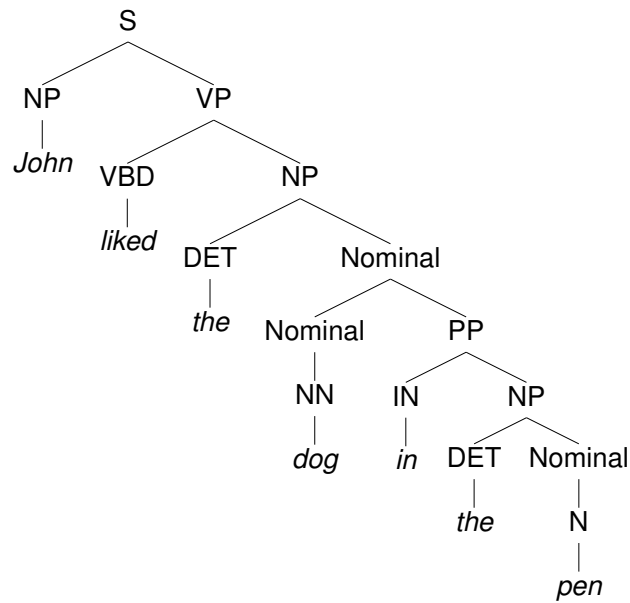 S
NP VP
John VBD NP
liked DET Nominal
the Nominal PP
NN IN NP
dog in DET Nominal
the N
pen